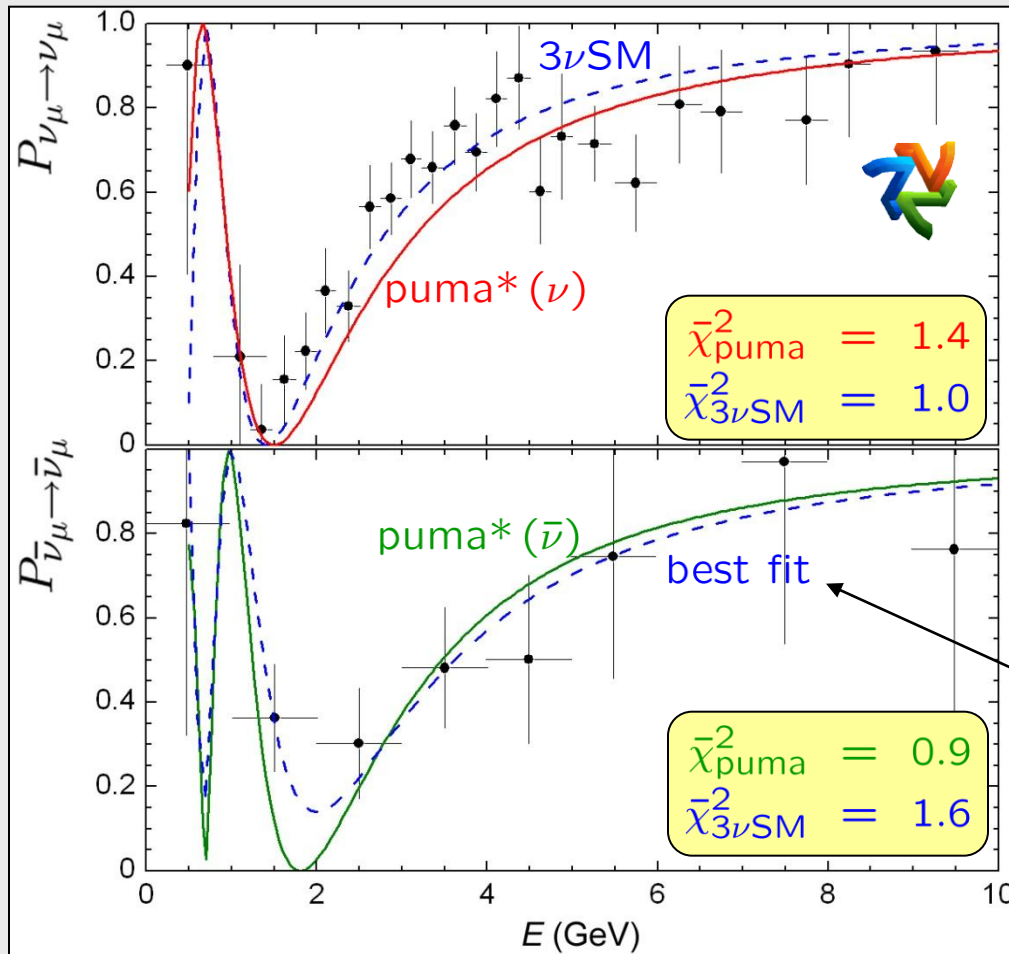 P_{ν_μ→ν_μ}
1.0
0.8
0.6
0.4
0.2
0
3νSM
puma* (ν)
χ̄²_puma = 1.4
χ̄²_3νSM = 1.0
P_{ν̄_μ→ν̄_μ}
0.8
0.6
0.4
0.2
0
puma* (ν̄)
best fit
χ̄²_puma = 0.9
χ̄²_3νSM = 1.6
0 2 4 6 8 10
E (GeV)